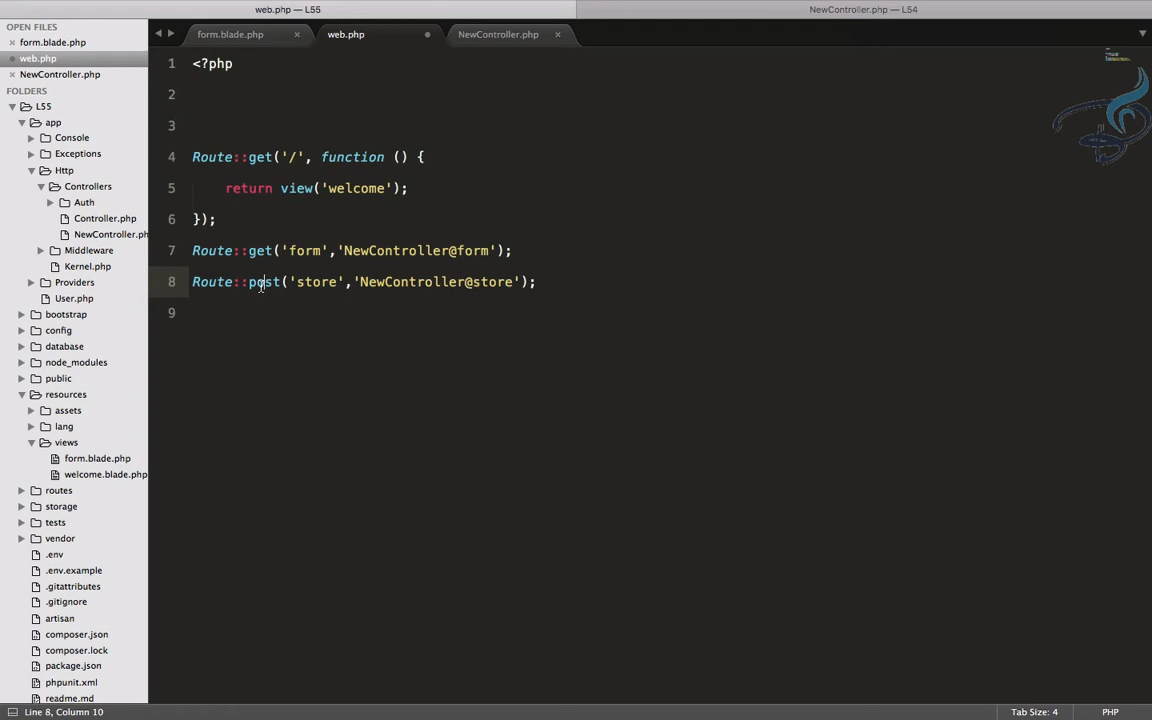 web.php — L55
NewController.php — L54
OPEN FILES
form.blade.php
web.php
NewController.php
FOLDERS
L55
app
Console
Exceptions
Http
Controllers
Auth
Controller.php
NewController.ph
Middleware
Kernel.php
Providers
User.php
bootstrap
config
database
node_modules
public
resources
assets
lang
views
form.blade.php
welcome.blade.php
routes
storage
tests
vendor
.env
.env.example
.gitattributes
.gitignore
artisan
composer.json
composer.lock
package.json
phpunit.xml
readme.md
form.blade.php
web.php
NewController.php
1 <?php
2
3
4 Route::get('/', function () {
5     return view('welcome');
6 });
7 Route::get('form','NewController@form');
8 Route::post('store','NewController@store');
9
Line 8, Column 10
Tab Size: 4
PHP